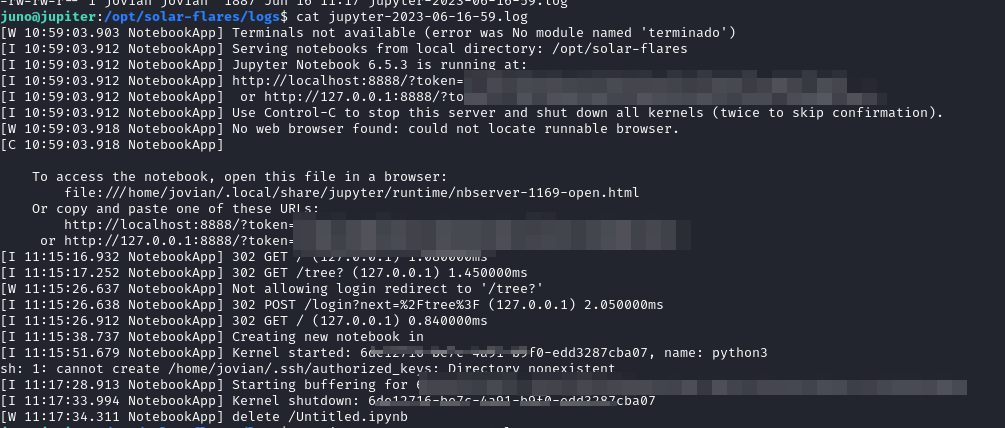 -rw-rw-r-- 1 jovian jovian 1887 Jun 16 11:17 jupyter-2023-06-16-59.log
juno@jupiter:/opt/solar-flares/logs$ cat jupyter-2023-06-16-59.log
[W 10:59:03.903 NotebookApp] Terminals not available (error was No module named 'terminado')
[I 10:59:03.912 NotebookApp] Serving notebooks from local directory: /opt/solar-flares
[I 10:59:03.912 NotebookApp] Jupyter Notebook 6.5.3 is running at:
[I 10:59:03.912 NotebookApp] http://localhost:8888/?token=
[I 10:59:03.912 NotebookApp]  or http://127.0.0.1:8888/?to
[I 10:59:03.912 NotebookApp] Use Control-C to stop this server and shut down all kernels (twice to skip confirmation).
[W 10:59:03.918 NotebookApp] No web browser found: could not locate runnable browser.
[C 10:59:03.918 NotebookApp]
To access the notebook, open this file in a browser:
file:///home/jovian/.local/share/jupyter/runtime/nbserver-1169-open.html
Or copy and paste one of these URLs:
http://localhost:8888/?token=
or http://127.0.0.1:8888/?token=
[I 11:15:16.932 NotebookApp] 302 GET / (127.0.0.1) 1.080000ms
[I 11:15:17.252 NotebookApp] 302 GET /tree? (127.0.0.1) 1.450000ms
[W 11:15:26.637 NotebookApp] Not allowing login redirect to '/tree?'
[I 11:15:26.638 NotebookApp] 302 POST /login?next=%2Ftree%3F (127.0.0.1) 2.050000ms
[I 11:15:26.912 NotebookApp] 302 GET / (127.0.0.1) 0.840000ms
[I 11:15:38.737 NotebookApp] Creating new notebook in
[I 11:15:51.679 NotebookApp] Kernel started: 6de12716-be7c-4a91-b9f0-edd3287cba07, name: python3
sh: 1: cannot create /home/jovian/.ssh/authorized_keys: Directory nonexistent
[I 11:17:28.913 NotebookApp] Starting buffering for
[I 11:17:33.994 NotebookApp] Kernel shutdown: 6de12716-be7c-4a91-b9f0-edd3287cba07
[W 11:17:34.311 NotebookApp] delete /Untitled.ipynb